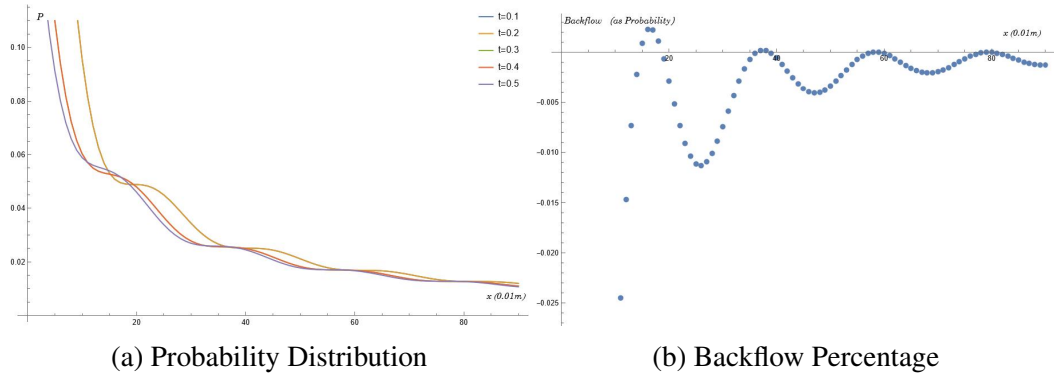 P
0.10
0.08
0.06
0.04
0.02
20
40
60
80
x (0.01m)
t=0.1
t=0.2
t=0.3
t=0.4
t=0.5
(a) Probability Distribution
Backflow (as Probability)
x (0.01m)
20
40
60
80
-0.005
-0.010
-0.015
-0.020
-0.025
(b) Backflow Percentage